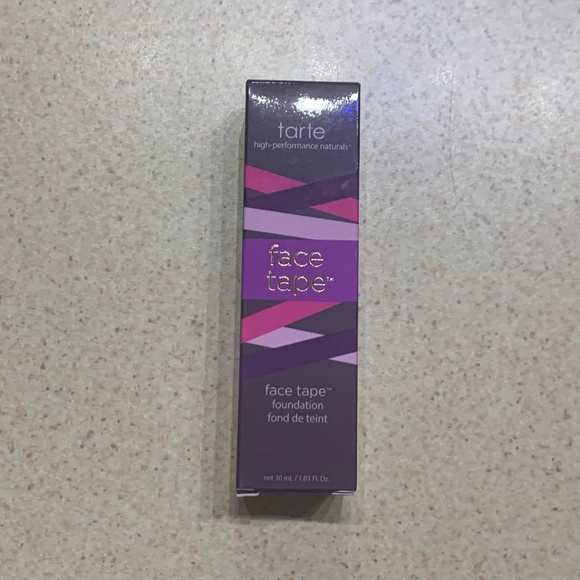 tarte
high-performance naturals™
face
tape™
face tape™
foundation
fond de teint
net 30 mL / 1.01 Fl. Oz.